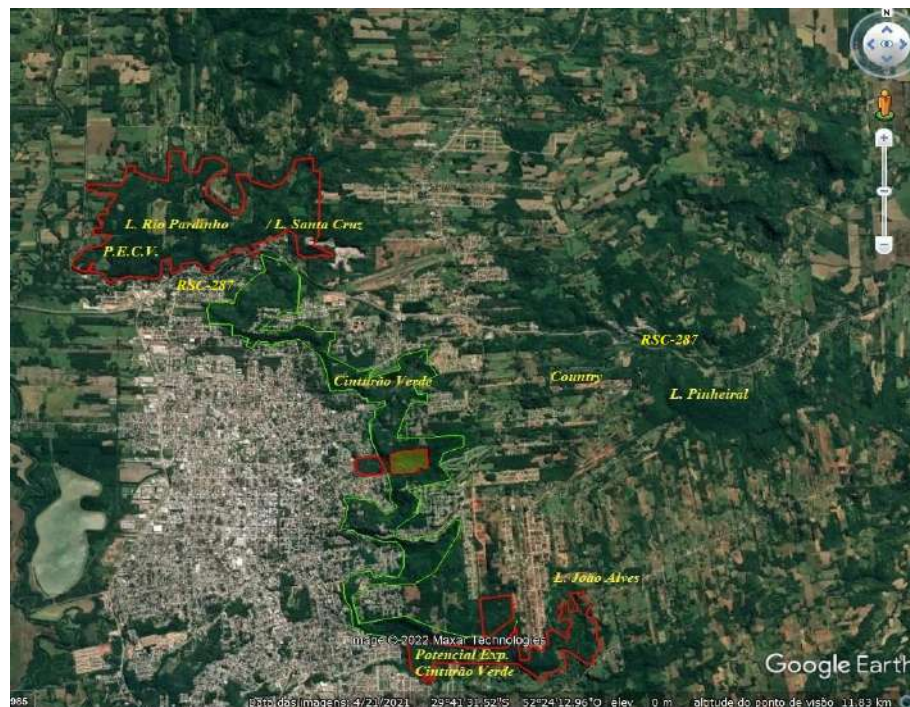 N
L. Rio Pardinho
/ L. Santa Cruz
P.E.C.V.
RSC-287
RSC-287
Cinturão Verde
Country
L. Pinheiral
L. João Alves
Image © 2022 Maxar Technologies
Potencial Exp.
Cinturão Verde
Google Earth
985
Data das imagens: 4/21/2021 29°41'31.52"S 52°24'12.96"O elev 0 m altitude do ponto de visão 11.83 km